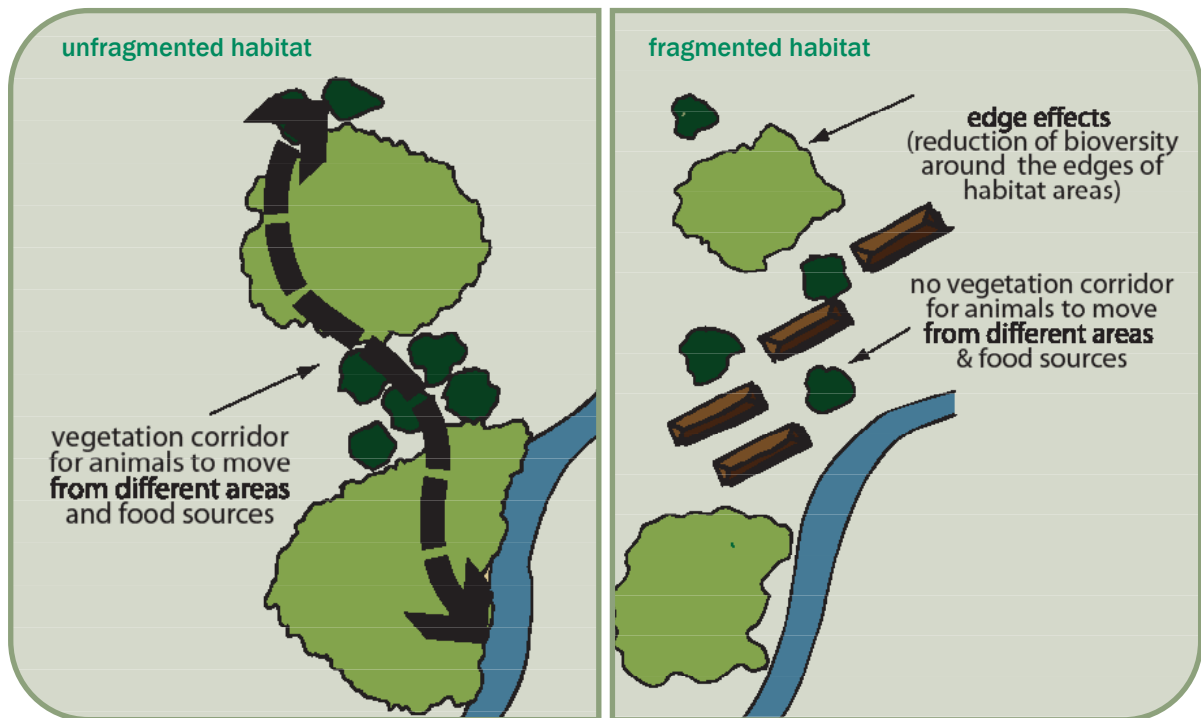 unfragmented habitat
vegetation corridor
for animals to move
from different areas
and food sources
fragmented habitat
edge effects
(reduction of bioversity
around the edges of
habitat areas)
no vegetation corridor
for animals to move
from different areas
& food sources